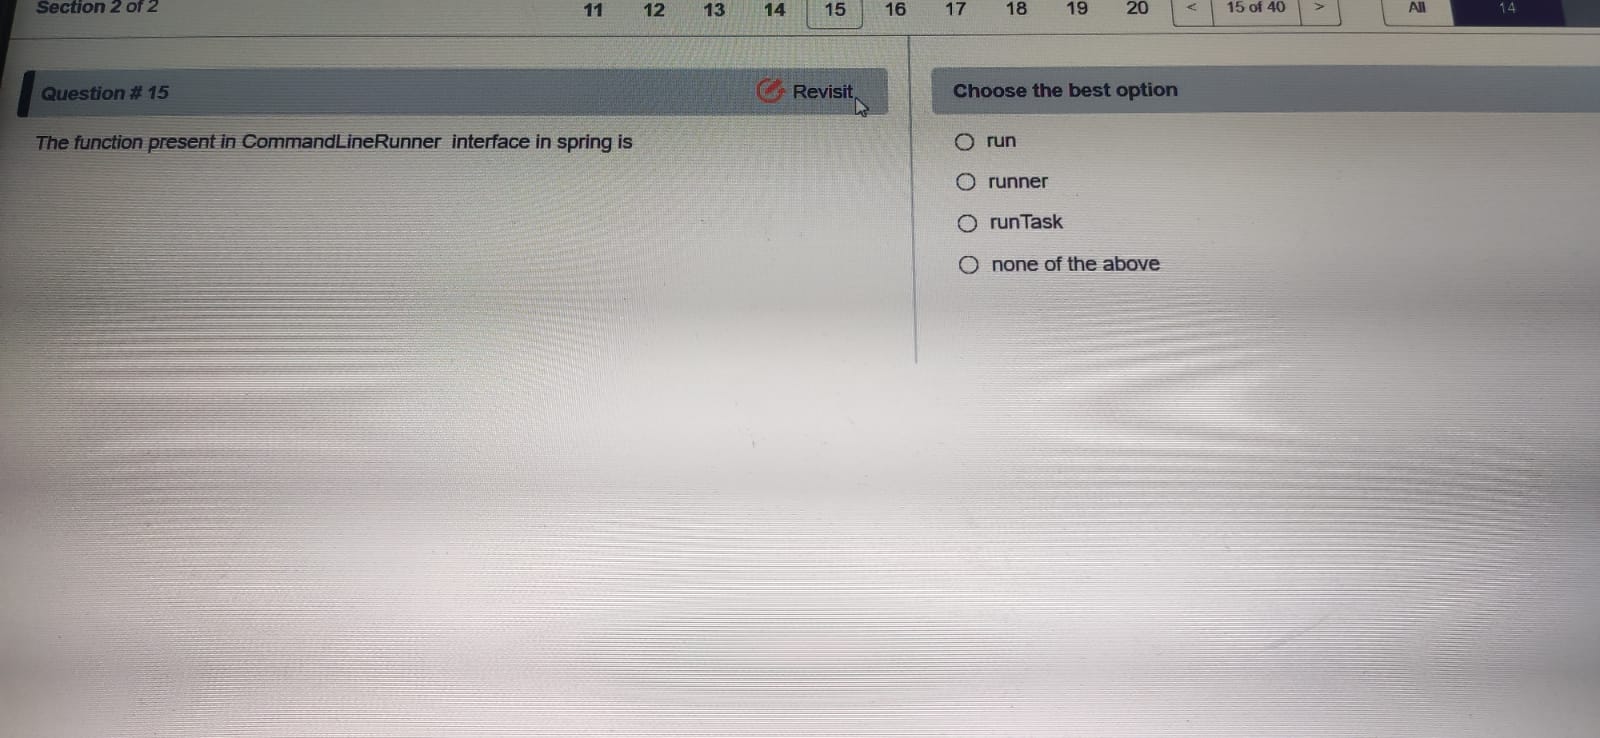 Section 2 of 2 11 12 13 14 15 16 17 18 19 20 < 15 of 40 > All 14
Question # 15 Revisit
The function present in CommandLineRunner interface in spring is
Choose the best option
run
runner
runTask
none of the above